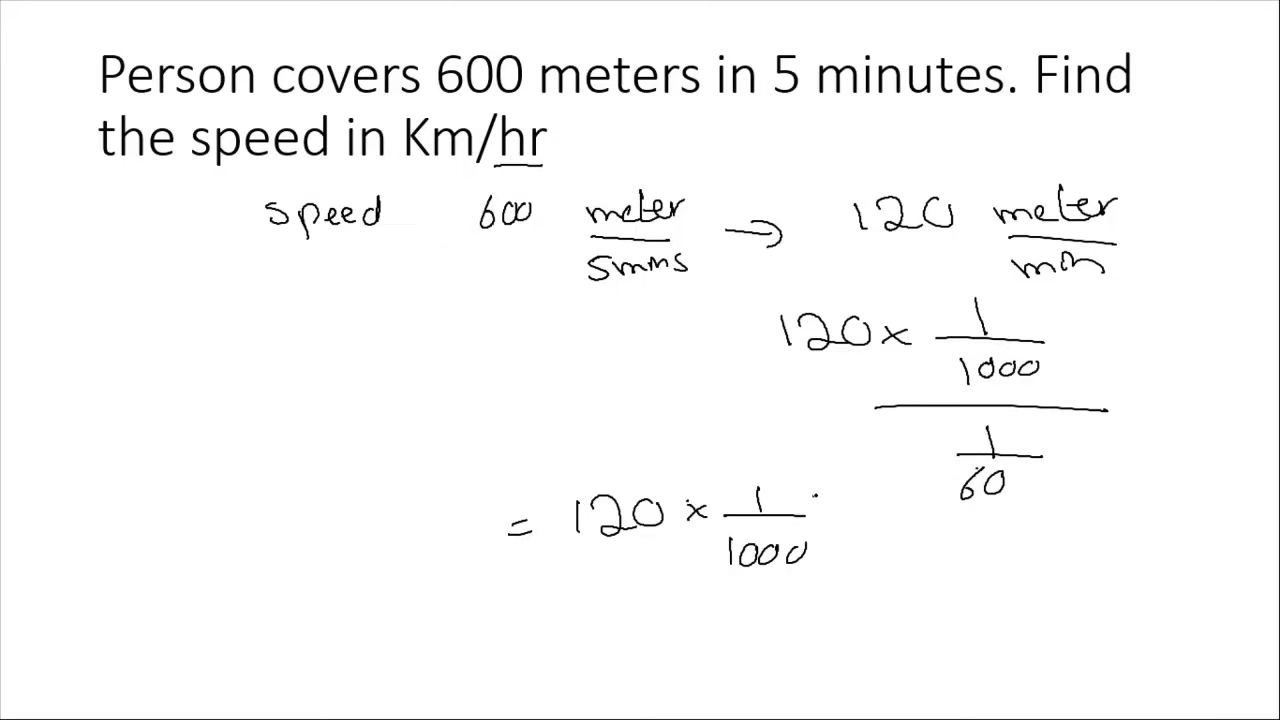 Person covers 600 meters in 5 minutes. Find
the speed in Km/hr
speed 600 meter/5mins → 120 meter/min
120 × 1/1000
1/60
= 120 × 1/1000